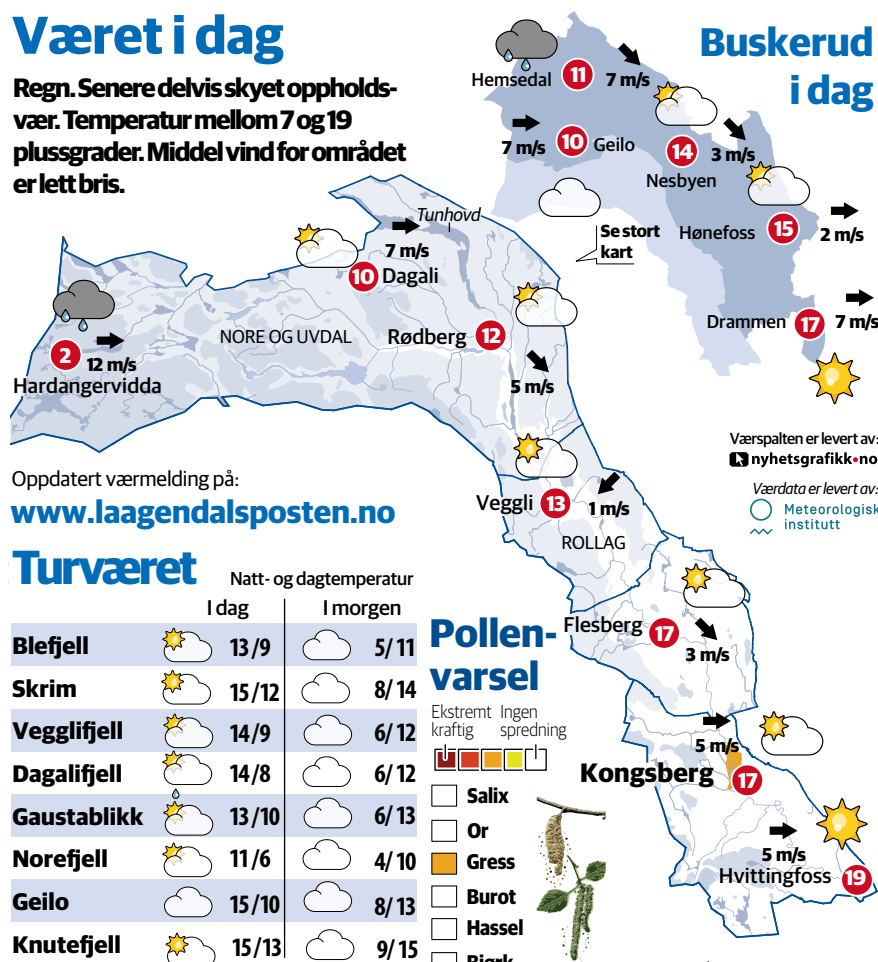 Været i dag
Regn. Senere delvis skyet oppholds-
vær. Temperatur mellom 7 og 19
plussgrader. Middel vind for området
er lett bris.
Buskerud
i dag
Hemsedal 11 7 m/s
7 m/s 10 Geilo
14 3 m/s
Nesbyen
Hønefoss 15 2 m/s
Se stort
kart
Drammen 17 7 m/s
Tunhovd
7 m/s
10 Dagali
NORE OG UVDAL
Rødberg 12
2 12 m/s
Hardangervidda
5 m/s
Værspalten er levert av:
nyhetsgrafikk•no
Værdata er levert av:
Meteorologisk
institutt
Veggli 13 1 m/s
ROLLAG
Flesberg 17
3 m/s
5 m/s
Kongsberg 17
5 m/s
Hvittingfoss 19
Oppdatert værmelding på:
www.laagendalsposten.no
Turværet
Natt- og dagtemperatur
I dag I morgen
Blefjell 13/9 5/11
Skrim 15/12 8/14
Vegglifjell 14/9 6/12
Dagalifjell 14/8 6/12
Gaustablikk 13/10 6/13
Norefjell 11/6 4/10
Geilo 15/10 8/13
Knutefjell 15/13 9/15
Pollen-
varsel
Ekstremt Ingen
kraftig spredning
Salix
Or
Gress
Burot
Hassel
Bjørk